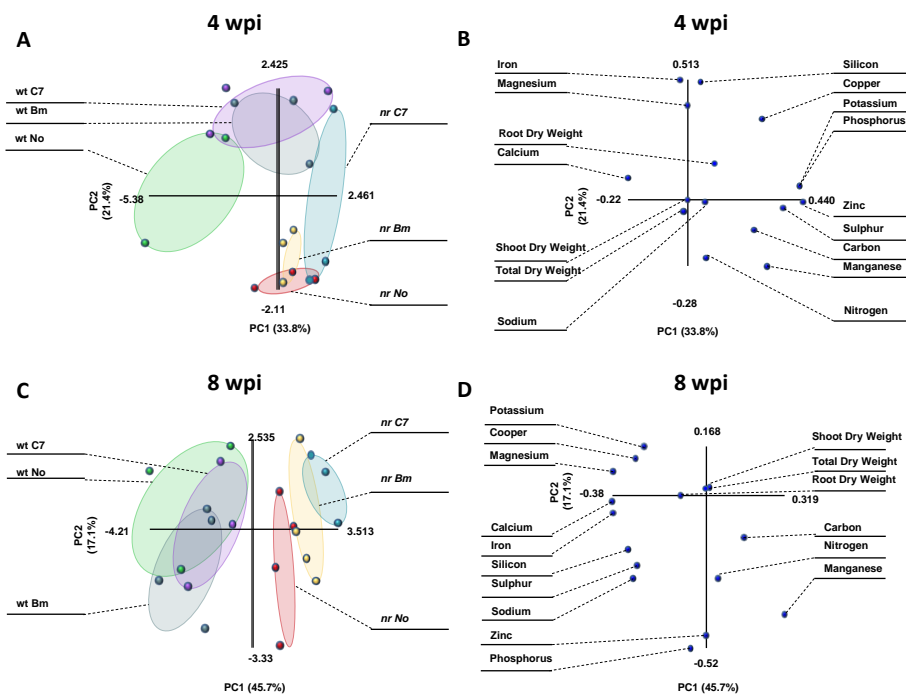 4 wpi
4 wpi
A
2.425
wt C7
wt Bm
wt No
nr C7
PC2
(21.4%)
-5.38
2.461
nr Bm
nr No
-2.11
PC1 (33.8%)
B
Iron
0.513
Silicon
Magnesium
Copper
Potassium
Phosphorus
Root Dry Weight
Calcium
PC2
(21.4%)
-0.22
0.440
Zinc
Sulphur
Carbon
Shoot Dry Weight
Total Dry Weight
Manganese
-0.28
Nitrogen
Sodium
PC1 (33.8%)
8 wpi
8 wpi
C
nr C7
2.535
wt C7
wt No
nr Bm
PC2
(17.1%)
-4.21
3.513
wt Bm
nr No
-3.33
PC1 (45.7%)
D
Potassium
Cooper
0.168
Shoot Dry Weight
Magnesium
Total Dry Weight
Root Dry Weight
PC2
(17.1%)
-0.38
0.319
Calcium
Carbon
Iron
Nitrogen
Silicon
Manganese
Sulphur
Sodium
Zinc
Phosphorus
-0.52
PC1 (45.7%)